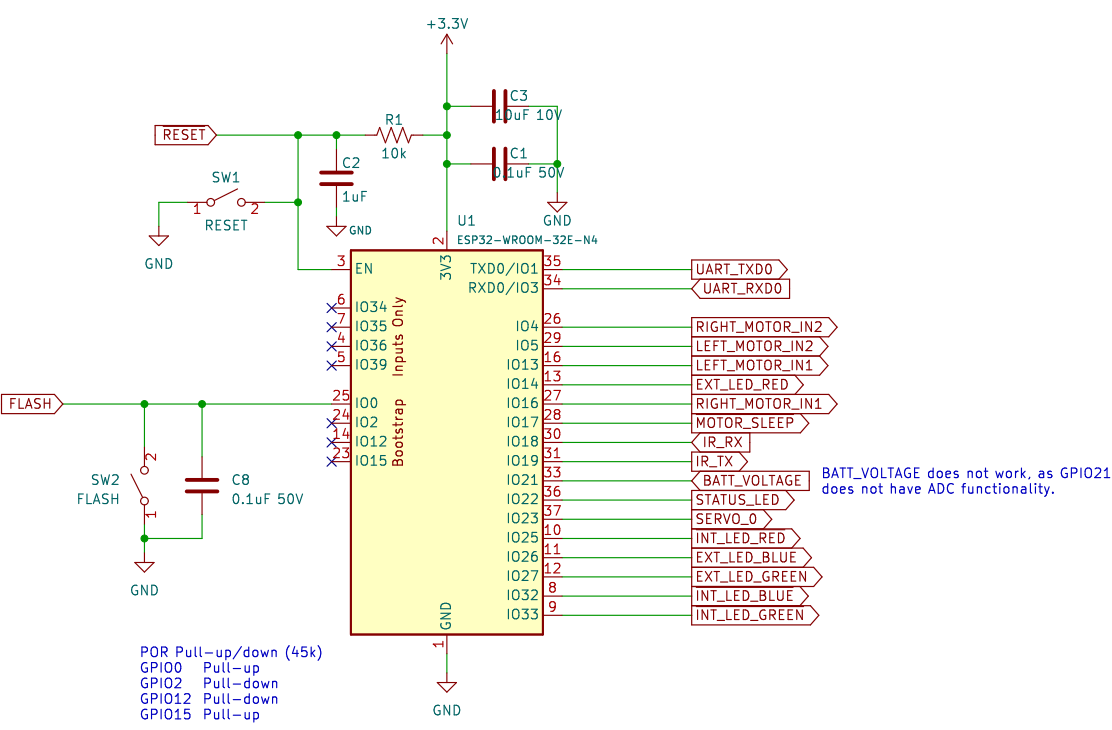 +3.3V
C3
10uF 10V
RESET
R1
10k
C1
0.1uF 50V
C2
1uF
GND
SW1
1
2
RESET
GND
GND
U1
ESP32-WROOM-32E-N4
2
3V3
3
EN
6
IO34
7
IO35
4
IO36
5
IO39
Inputs Only
25
IO0
24
IO2
14
IO12
23
IO15
Bootstrap
FLASH
SW2
FLASH
2
1
C8
0.1uF 50V
GND
TXD0/IO1
35
UART_TXD0
RXD0/IO3
34
UART_RXD0
IO4
26
RIGHT_MOTOR_IN2
IO5
29
LEFT_MOTOR_IN2
IO13
16
LEFT_MOTOR_IN1
IO14
13
EXT_LED_RED
IO16
27
RIGHT_MOTOR_IN1
IO17
28
MOTOR_SLEEP
IO18
30
IR_RX
IO19
31
IR_TX
IO21
33
BATT_VOLTAGE
BATT_VOLTAGE does not work, as GPIO21
does not have ADC functionality.
IO22
36
STATUS_LED
IO23
37
SERVO_0
IO25
10
INT_LED_RED
IO26
11
EXT_LED_BLUE
IO27
12
EXT_LED_GREEN
IO32
8
INT_LED_BLUE
IO33
9
INT_LED_GREEN
GND
1
GND
POR Pull-up/down (45k)
GPIO0 Pull-up
GPIO2 Pull-down
GPIO12 Pull-down
GPIO15 Pull-up